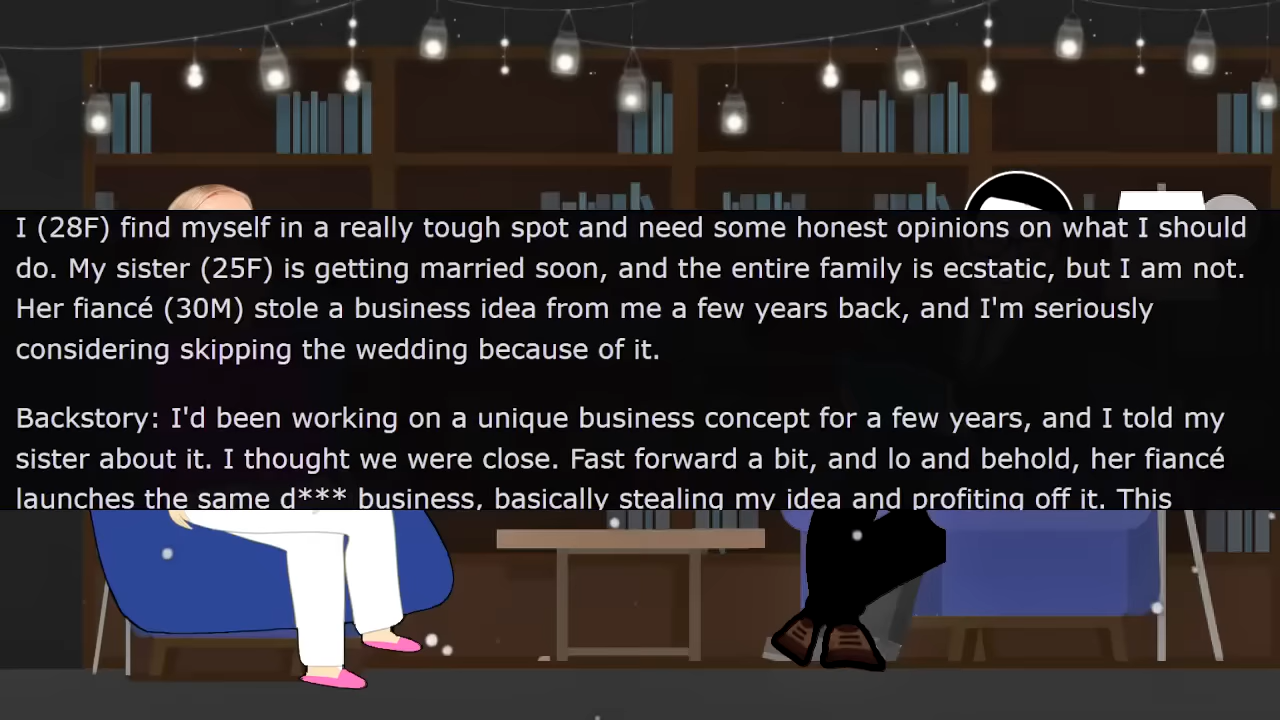 I (28F) find myself in a really tough spot and need some honest opinions on what I should
do. My sister (25F) is getting married soon, and the entire family is ecstatic, but I am not.
Her fiancé (30M) stole a business idea from me a few years back, and I'm seriously
considering skipping the wedding because of it.
Backstory: I'd been working on a unique business concept for a few years, and I told my
sister about it. I thought we were close. Fast forward a bit, and lo and behold, her fiancé
launches the same d*** business, basically stealing my idea and profiting off it. This